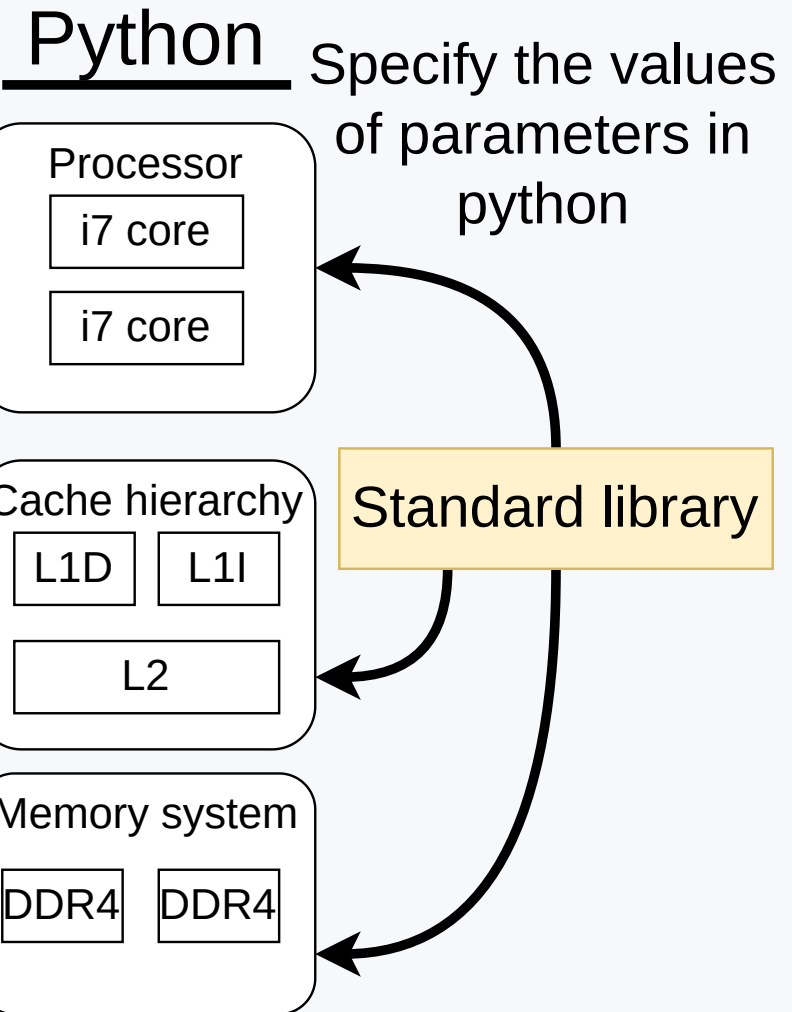 Python
Specify the values
of parameters in
python
Processor
i7 core
i7 core
Cache hierarchy
L1D
L1I
L2
Standard library
Memory system
DDR4
DDR4